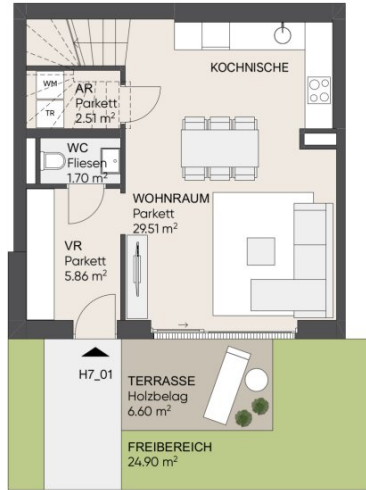 KOCHNISCHE
WM
AR
Parkett
2.51 m²
TR
WC
Fliesen
1.70 m²
WOHNRAUM
Parkett
29.51 m²
VR
Parkett
5.86 m²
H7_01
TERRASSE
Holzbelag
6.60 m²
FREIBEREICH
24.90 m²